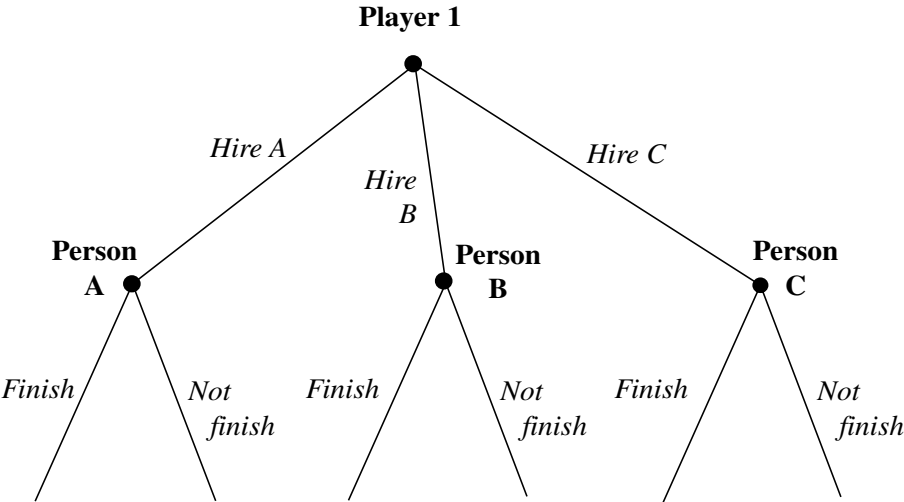 Player 1
Hire A
Hire
B
Hire C
Person
A
Person
B
Person
C
Finish
Not
finish
Finish
Not
finish
Finish
Not
finish